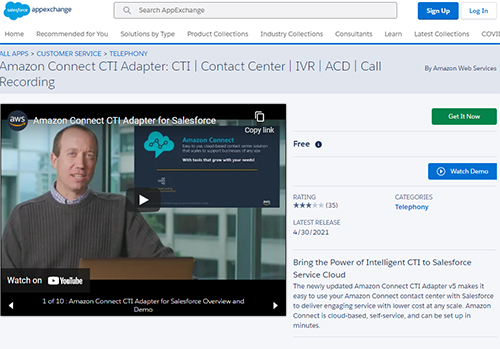 salesforce appexchange
Search AppExchange
Sign Up
Log In
Home Recommended for You Solutions by Type Product Collections Industry Collections Consultants Learn Latest Collections COVI
ALL APPS > CUSTOMER SERVICE > TELEPHONY
Amazon Connect CTI Adapter: CTI | Contact Center | IVR | ACD | Call
Recording
By Amazon Web Services
aws
Amazon Connect CTI Adapter for Salesforce
Copy link
Amazon Connect
Easy to use, cloud-based contact center solution
that scales to support businesses of any size
With tools that grow with your needs!
aws
Watch on YouTube
1 of 10 : Amazon Connect CTI Adapter for Salesforce Overview and
Demo
Get It Now
Free
Watch Demo
RATING
(35)
CATEGORIES
Telephony
LATEST RELEASE
4/30/2021
Bring the Power of Intelligent CTI to Salesforce
Service Cloud
The newly updated Amazon Connect CTI Adapter v5 makes it
easy to use your Amazon Connect contact center with Salesforce
to deliver engaging service with lower cost at any scale. Amazon
Connect is cloud-based, self-service, and can be set up in
minutes.